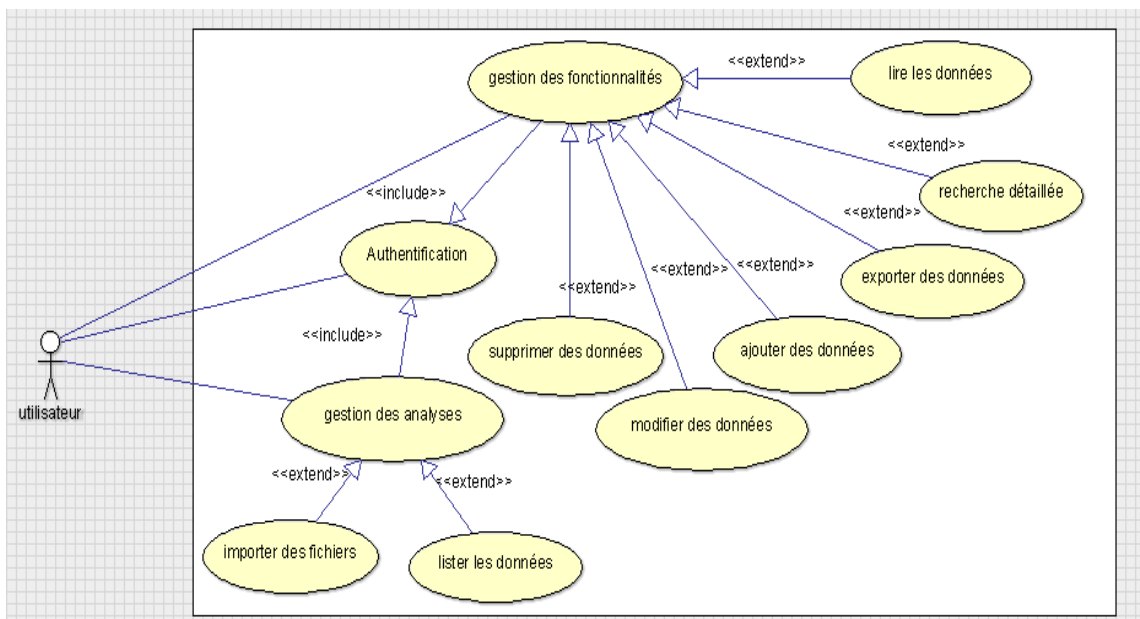 <<extend>>
lire les données
gestion des fonctionnalités
<<extend>>
<<include>>
recherche détaillée
<<extend>>
Authentification
<<extend>>
<<extend>>
exporter des données
<<extend>>
<<include>>
supprimer des données
ajouter des données
utilisateur
gestion des analyses
modifier des données
<<extend>>
<<extend>>
importer des fichiers
lister les données